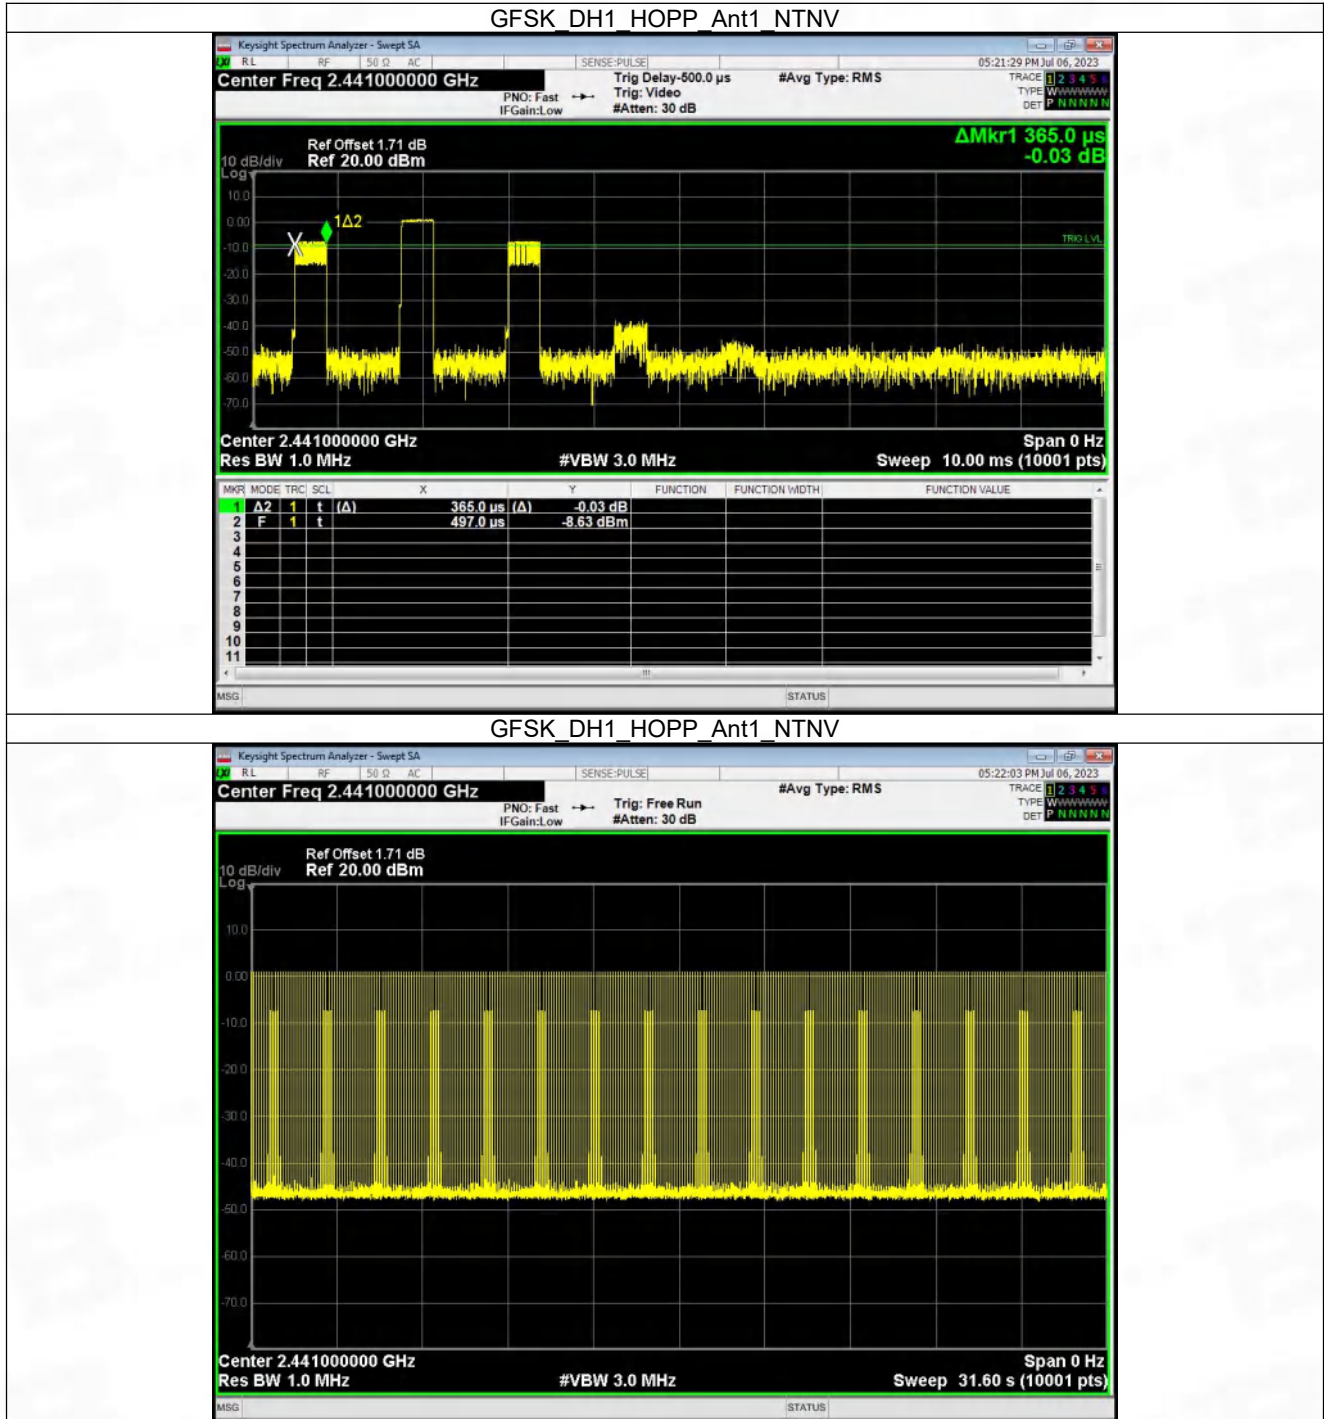 GFSK_DH1_HOPP_Ant1_NTNV
Keysight Spectrum Analyzer - Swept SA
LXI RL RF 50 Ω AC SENSE:PULSE 05:21:29 PM Jul 06, 2023
Center Freq 2.441000000 GHz Trig Delay-500.0 µs #Avg Type: RMS TRACE 1 2 3 4 5 6
PNO: Fast Trig: Video TYPE WWWWWW
IFGain:Low #Atten: 30 dB DET P N N N N N
ΔMkr1 365.0 µs
Ref Offset 1.71 dB
10 dB/div Ref 20.00 dBm -0.03 dB
Log
10.0
0.00
1Δ2
TRIG LVL
-10.0
-20.0
-30.0
-40.0
-50.0
-60.0
-70.0
Center 2.441000000 GHz Span 0 Hz
Res BW 1.0 MHz #VBW 3.0 MHz Sweep 10.00 ms (10001 pts)
MKR MODE TRC SCL X Y FUNCTION FUNCTION WIDTH FUNCTION VALUE
1 Δ2 1 t (Δ) 365.0 µs (Δ) -0.03 dB
2 F 1 t 497.0 µs -8.63 dBm
3
4
5
6
7
8
9
10
11
MSG STATUS
GFSK_DH1_HOPP_Ant1_NTNV
Keysight Spectrum Analyzer - Swept SA
LXI RL RF 50 Ω AC SENSE:PULSE 05:22:03 PM Jul 06, 2023
Center Freq 2.441000000 GHz #Avg Type: RMS TRACE 1 2 3 4 5 6
PNO: Fast Trig: Free Run TYPE WWWWWW
IFGain:Low #Atten: 30 dB DET P N N N N N
Ref Offset 1.71 dB
10 dB/div Ref 20.00 dBm
Log
10.0
0.00
-10.0
-20.0
-30.0
-40.0
-50.0
-60.0
-70.0
Center 2.441000000 GHz Span 0 Hz
Res BW 1.0 MHz #VBW 3.0 MHz Sweep 31.60 s (10001 pts)
MSG STATUS